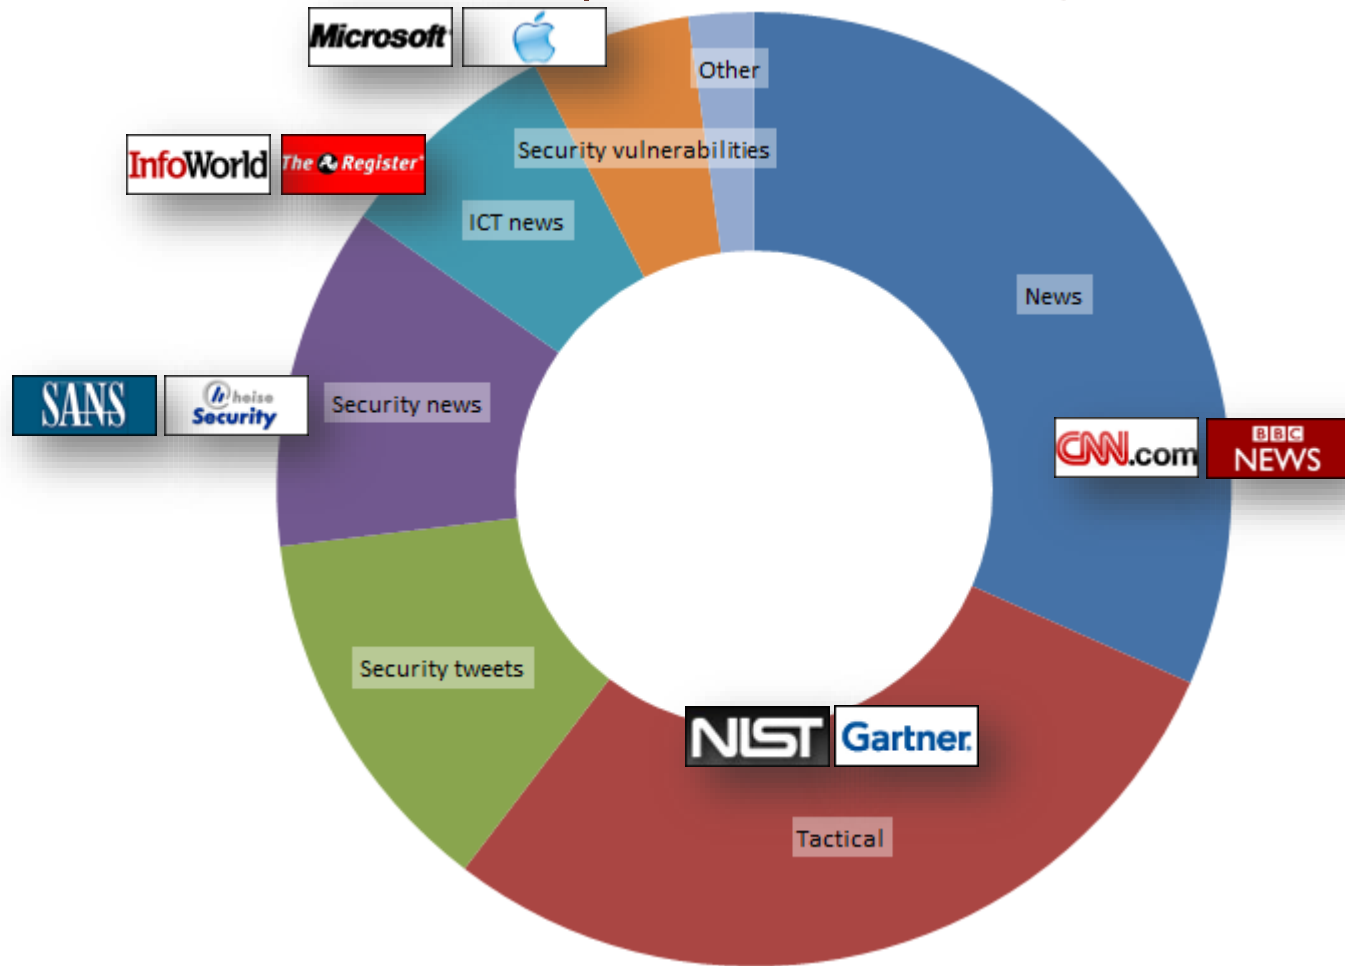 Microsoft
Other
Security vulnerabilities
InfoWorld
The Register
ICT news
News
SANS
heise
Security
Security news
CNN.com
BBC
NEWS
Security tweets
NIST
Gartner.
Tactical